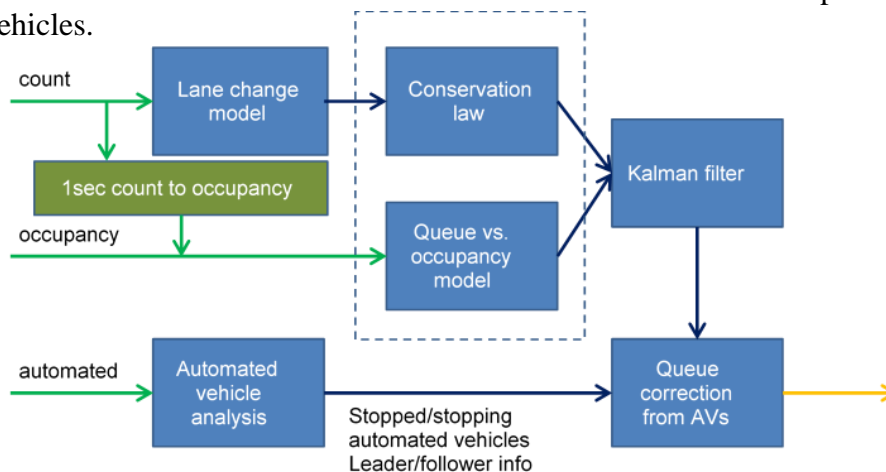 ehicles.
count
Lane change
model
Conservation
law
Kalman filter
1sec count to occupancy
occupancy
Queue vs.
occupancy
model
automated
Automated
vehicle
analysis
Stopped/stopping
automated vehicles
Leader/follower info
Queue
correction
from AVs